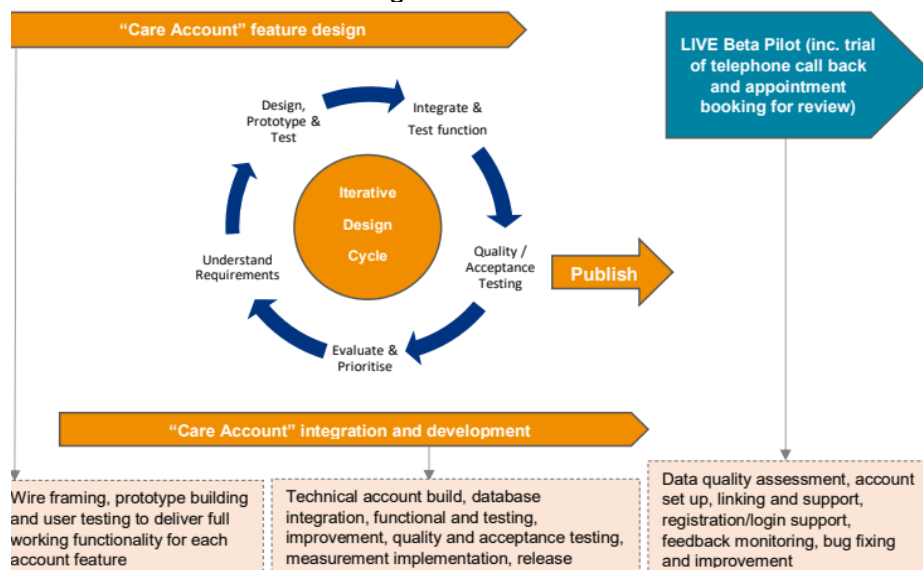 “Care Account” feature design
LIVE Beta Pilot (inc. trial
of telephone call back
and appointment
booking for review)
Design,
Prototype &
Test
Integrate &
Test function
Iterative
Design
Cycle
Understand
Requirements
Quality /
Acceptance
Testing
Publish
Evaluate &
Prioritise
“Care Account” integration and development
Wire framing, prototype building
and user testing to deliver full
working functionality for each
account feature
Technical account build, database
integration, functional and testing,
improvement, quality and acceptance testing,
measurement implementation, release
Data quality assessment, account
set up, linking and support,
registration/login support,
feedback monitoring, bug fixing
and improvement